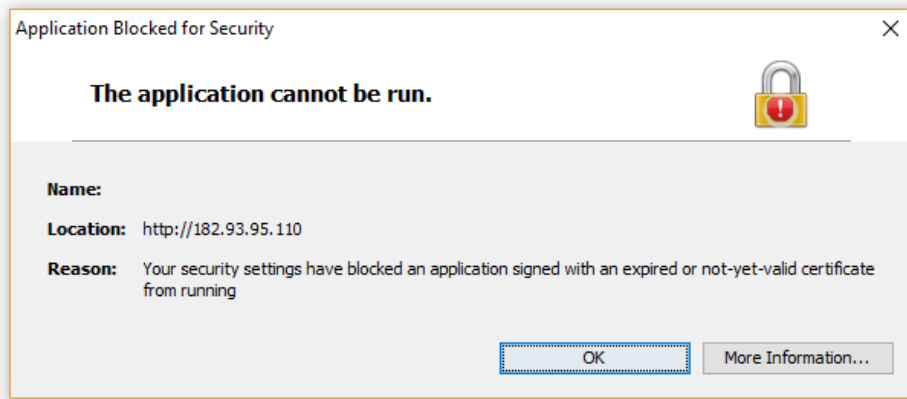 Application Blocked for Security
The application cannot be run.
Name:
Location: http://182.93.95.110
Reason: Your security settings have blocked an application signed with an expired or not-yet-valid certificate
from running
OK More Information...